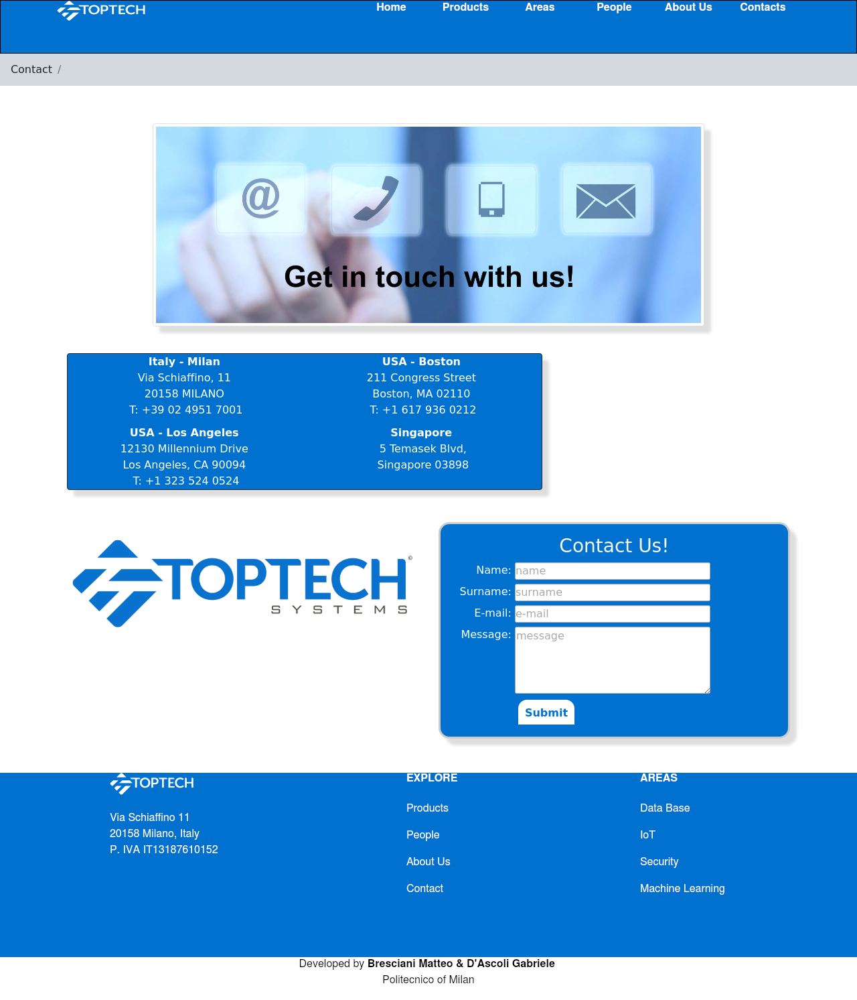 TOPTECH
Home Products Areas People About Us Contacts
Contact /
@
Get in touch with us!
Italy - Milan
Via Schiaffino, 11
20158 MILANO
T: +39 02 4951 7001
USA - Boston
211 Congress Street
Boston, MA 02110
T: +1 617 936 0212
USA - Los Angeles
12130 Millennium Drive
Los Angeles, CA 90094
T: +1 323 524 0524
Singapore
5 Temasek Blvd,
Singapore 03898
TOPTECH©
SYSTEMS
Contact Us!
Name: name
Surname: surname
E-mail: e-mail
Message: message
Submit
TOPTECH
Via Schiaffino 11
20158 Milano, Italy
P. IVA IT13187610152
EXPLORE
Products
People
About Us
Contact
AREAS
Data Base
IoT
Security
Machine Learning
Developed by Bresciani Matteo & D'Ascoli Gabriele
Politecnico of Milan